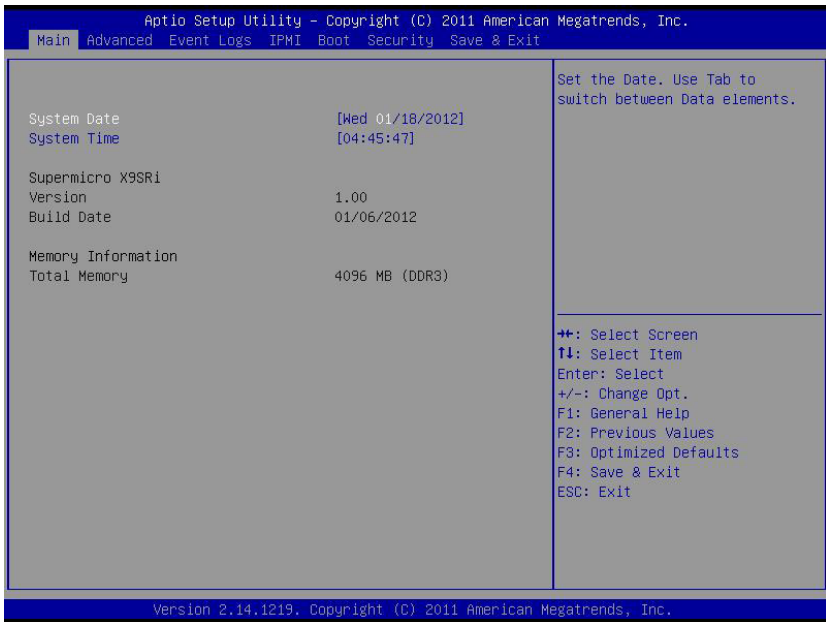 Aptio Setup Utility – Copyright (C) 2011 American Megatrends, Inc.
Main Advanced Event Logs IPMI Boot Security Save & Exit
Set the Date. Use Tab to
switch between Data elements.
System Date [Wed 01/18/2012]
System Time [04:45:47]
Supermicro X9SRi
Version 1.00
Build Date 01/06/2012
Memory Information
Total Memory 4096 MB (DDR3)
→←: Select Screen
↑↓: Select Item
Enter: Select
+/-: Change Opt.
F1: General Help
F2: Previous Values
F3: Optimized Defaults
F4: Save & Exit
ESC: Exit
Version 2.14.1219. Copyright (C) 2011 American Megatrends, Inc.